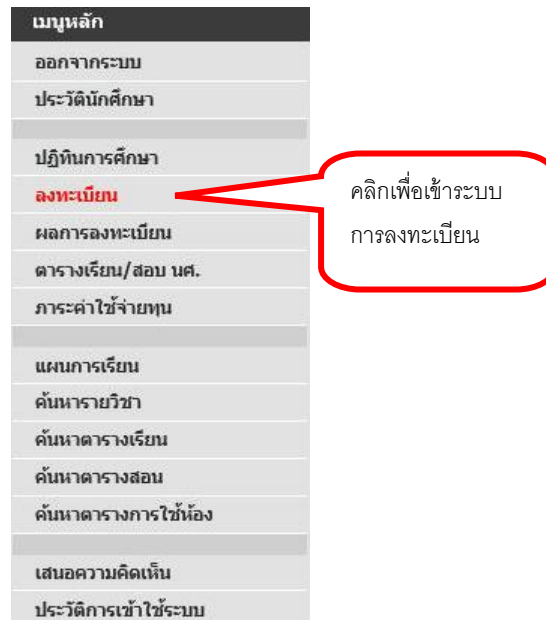 เมนูหลัก
ออกจากระบบ
ประวัตินักศึกษา
ปฏิทินการศึกษา
ลงทะเบียน
ผลการลงทะเบียน
ตารางเรียน/สอบ นศ.
ภาระค่าใช้จ่ายทุน
แผนการเรียน
ค้นหารายวิชา
ค้นหาตารางเรียน
ค้นหาตารางสอน
ค้นหาตารางการใช้ห้อง
เสนอความคิดเห็น
ประวัติการเข้าใช้ระบบ
คลิกเพื่อเข้าระบบ
การลงทะเบียน